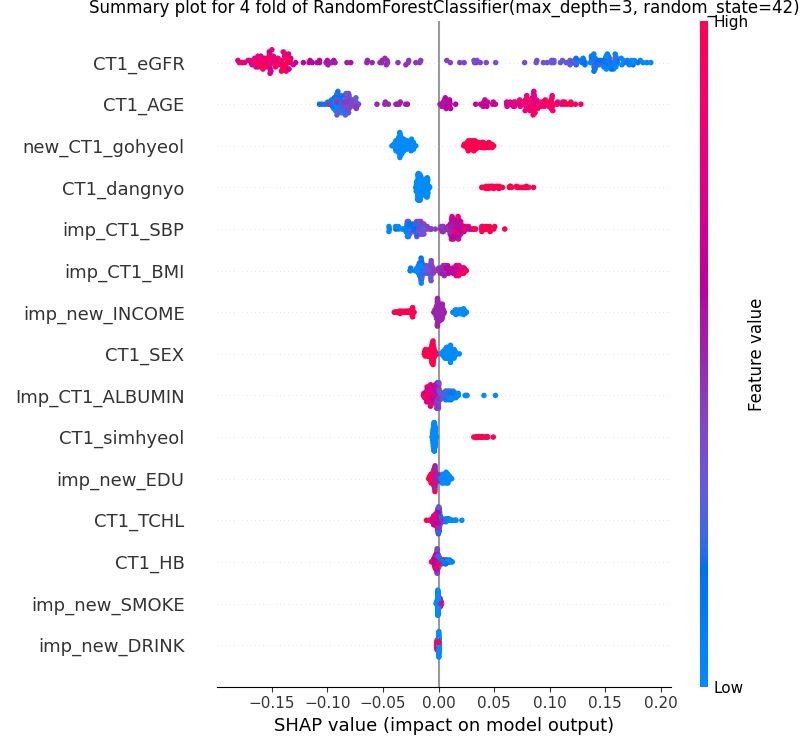 Summary plot for 4 fold of RandomForestClassifier(max_depth=3, random_state=42)
High
CT1_eGFR
CT1_AGE
new_CT1_gohyeol
CT1_dangnyo
imp_CT1_SBP
imp_CT1_BMI
imp_new_INCOME
CT1_SEX
Imp_CT1_ALBUMIN
CT1_simhyeol
imp_new_EDU
CT1_TCHL
CT1_HB
imp_new_SMOKE
imp_new_DRINK
Feature value
Low
−0.15 −0.10 −0.05 0.00 0.05 0.10 0.15 0.20
SHAP value (impact on model output)